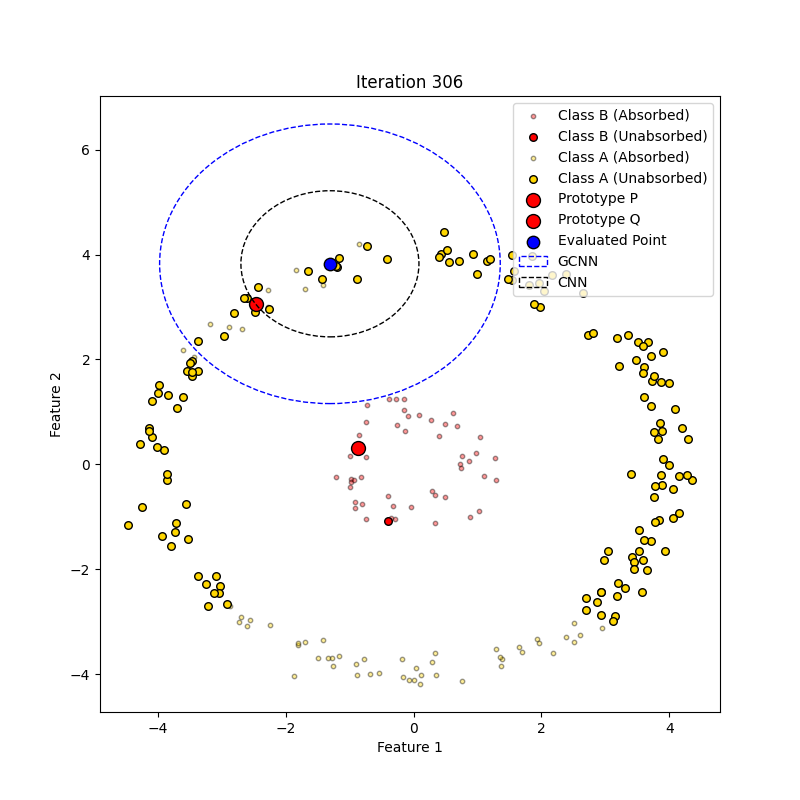 Iteration 306
Class B (Absorbed)
Class B (Unabsorbed)
Class A (Absorbed)
Class A (Unabsorbed)
Prototype P
Prototype Q
Evaluated Point
GCNN
CNN
Feature 2
6
4
2
0
−2
−4
−4 −2 0 2 4
Feature 1